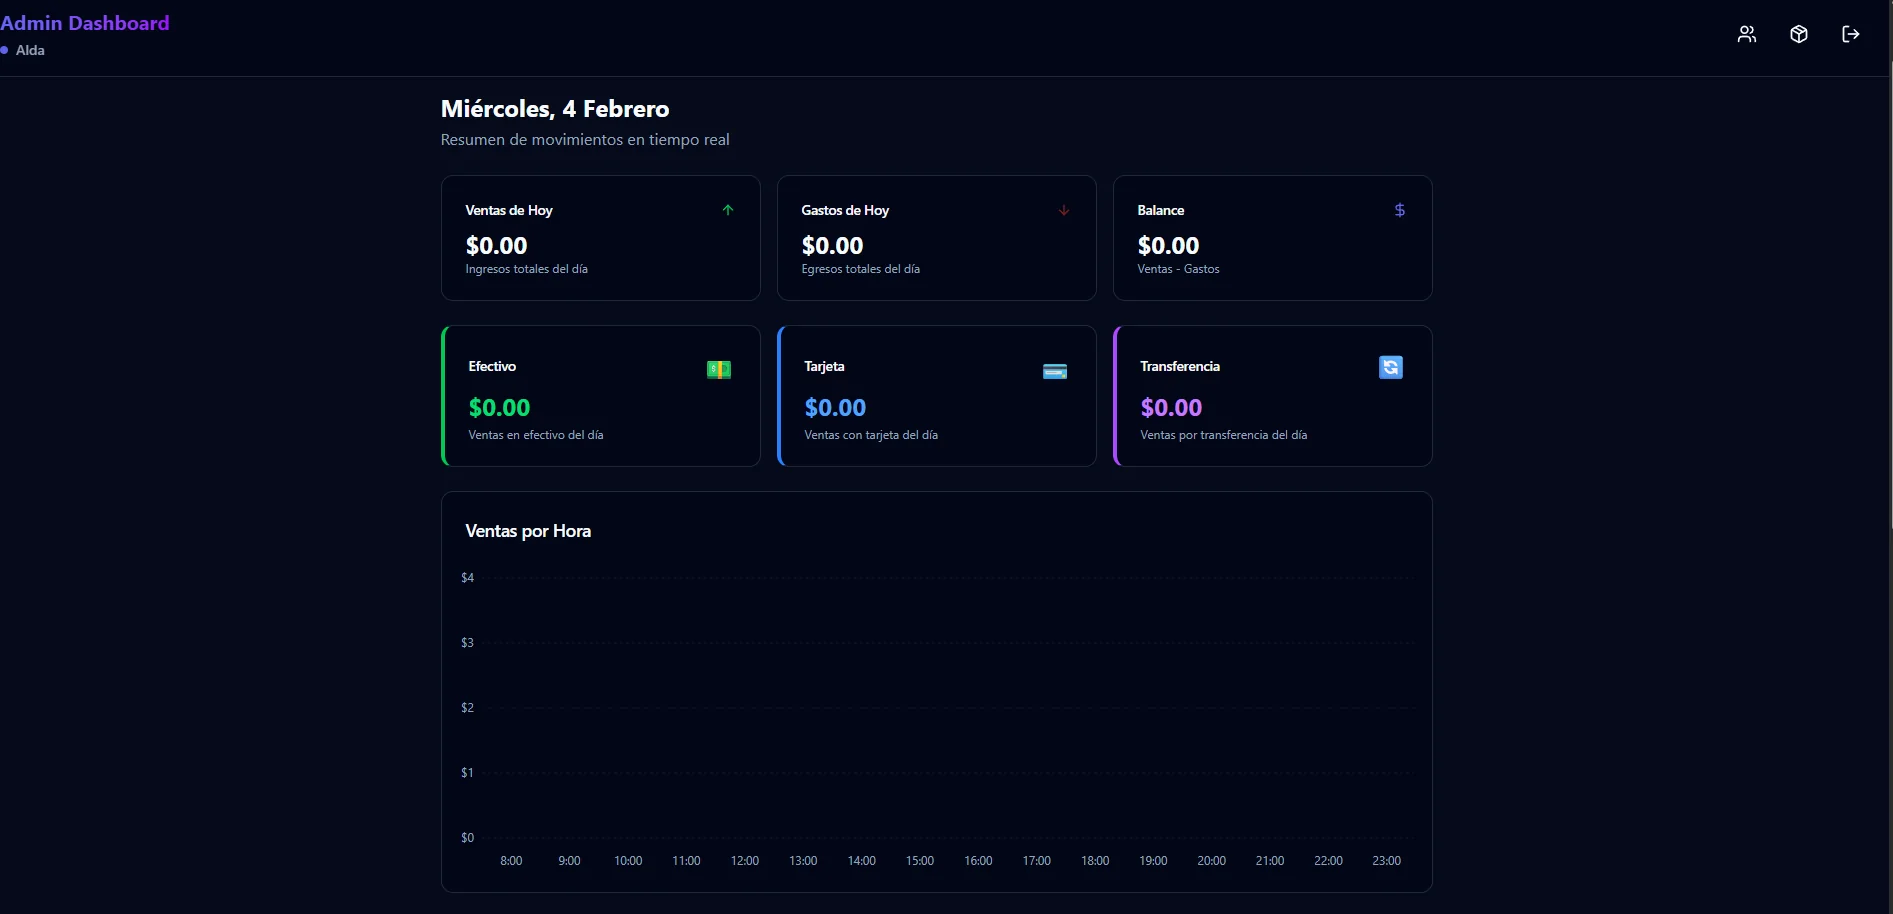 Admin Dashboard
Alda
Miércoles, 4 Febrero
Resumen de movimientos en tiempo real
Ventas de Hoy
$0.00
Ingresos totales del día
Gastos de Hoy
$0.00
Egresos totales del día
Balance
$
$0.00
Ventas - Gastos
Efectivo
$0.00
Ventas en efectivo del día
Tarjeta
$0.00
Ventas con tarjeta del día
Transferencia
$0.00
Ventas por transferencia del día
Ventas por Hora
$4
$3
$2
$1
$0
8:00 9:00 10:00 11:00 12:00 13:00 14:00 15:00 16:00 17:00 18:00 19:00 20:00 21:00 22:00 23:00